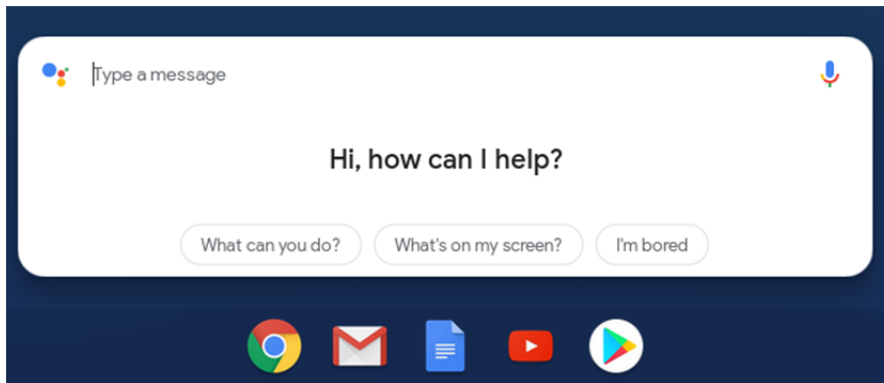 Type a message
Hi, how can I help?
What can you do? What's on my screen? I'm bored